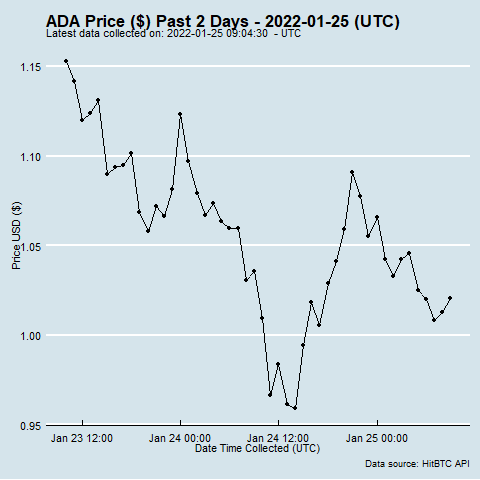 ADA Price ($) Past 2 Days - 2022-01-25 (UTC)
Latest data collected on: 2022-01-25 09:04:30 - UTC
1.15
1.10
1.05
1.00
0.95
Price USD ($)
Jan 23 12:00
Jan 24 00:00
Jan 24 12:00
Jan 25 00:00
Date Time Collected (UTC)
Data source: HitBTC API